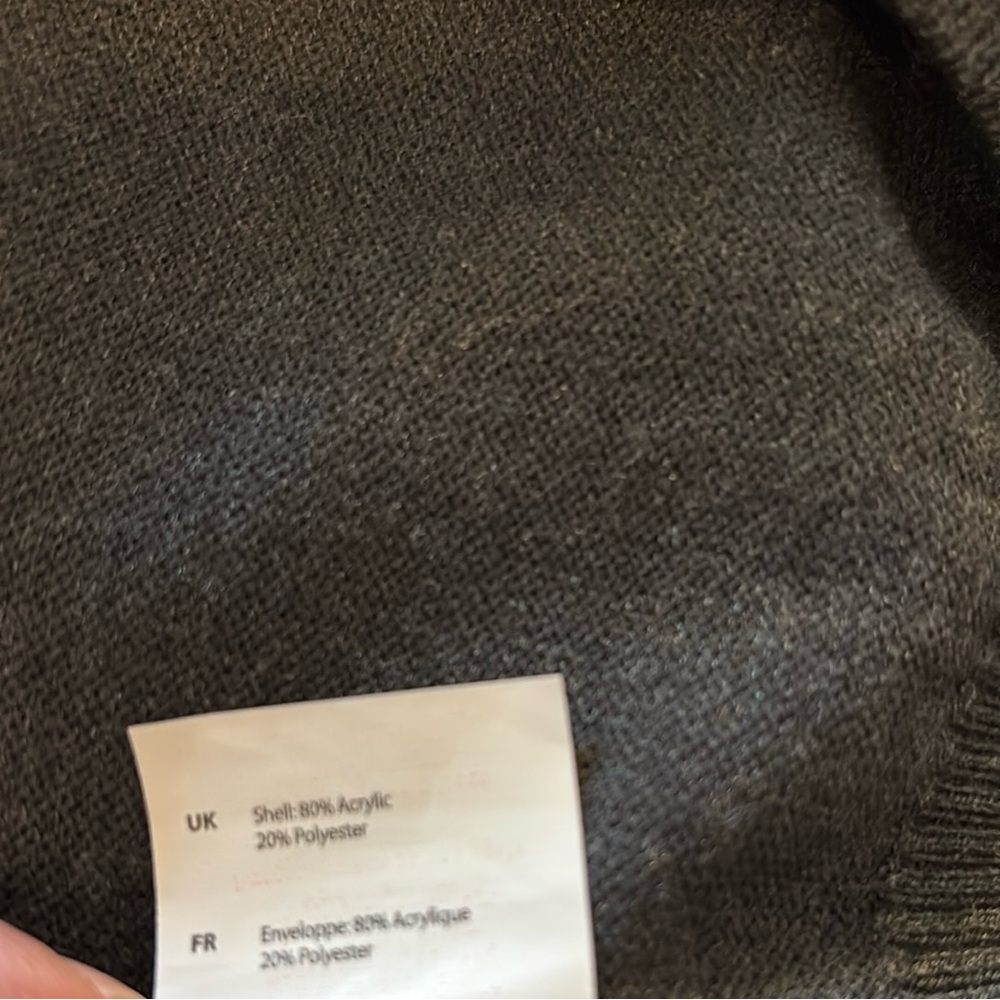 UK Shell: 80% Acrylic
20% Polyester
FR Enveloppe: 80% Acrylique
20% Polyester